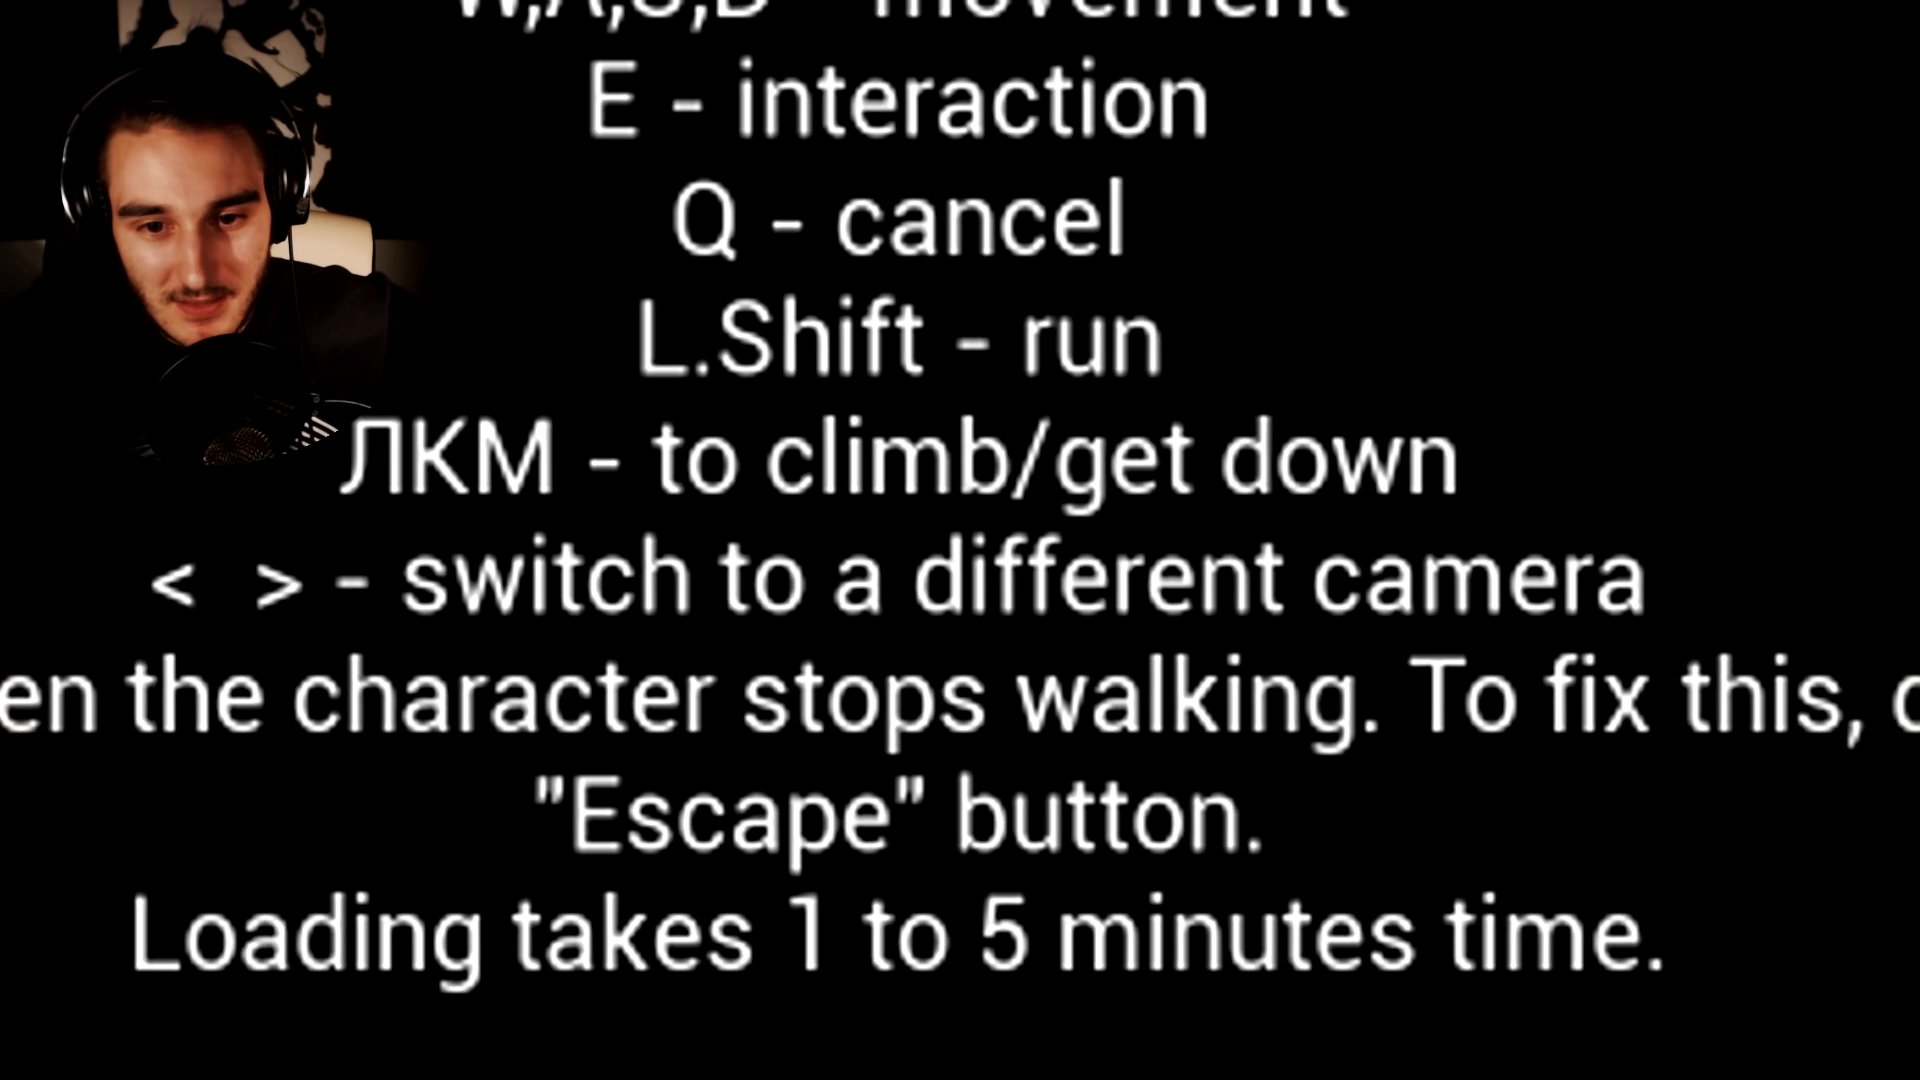 W,A,S,D - movement
E - interaction
Q - cancel
L.Shift - run
ЛКМ - to climb/get down
< > - switch to a different camera
the character stops walking. To fix this,
"Escape" button.
Loading takes 1 to 5 minutes time.